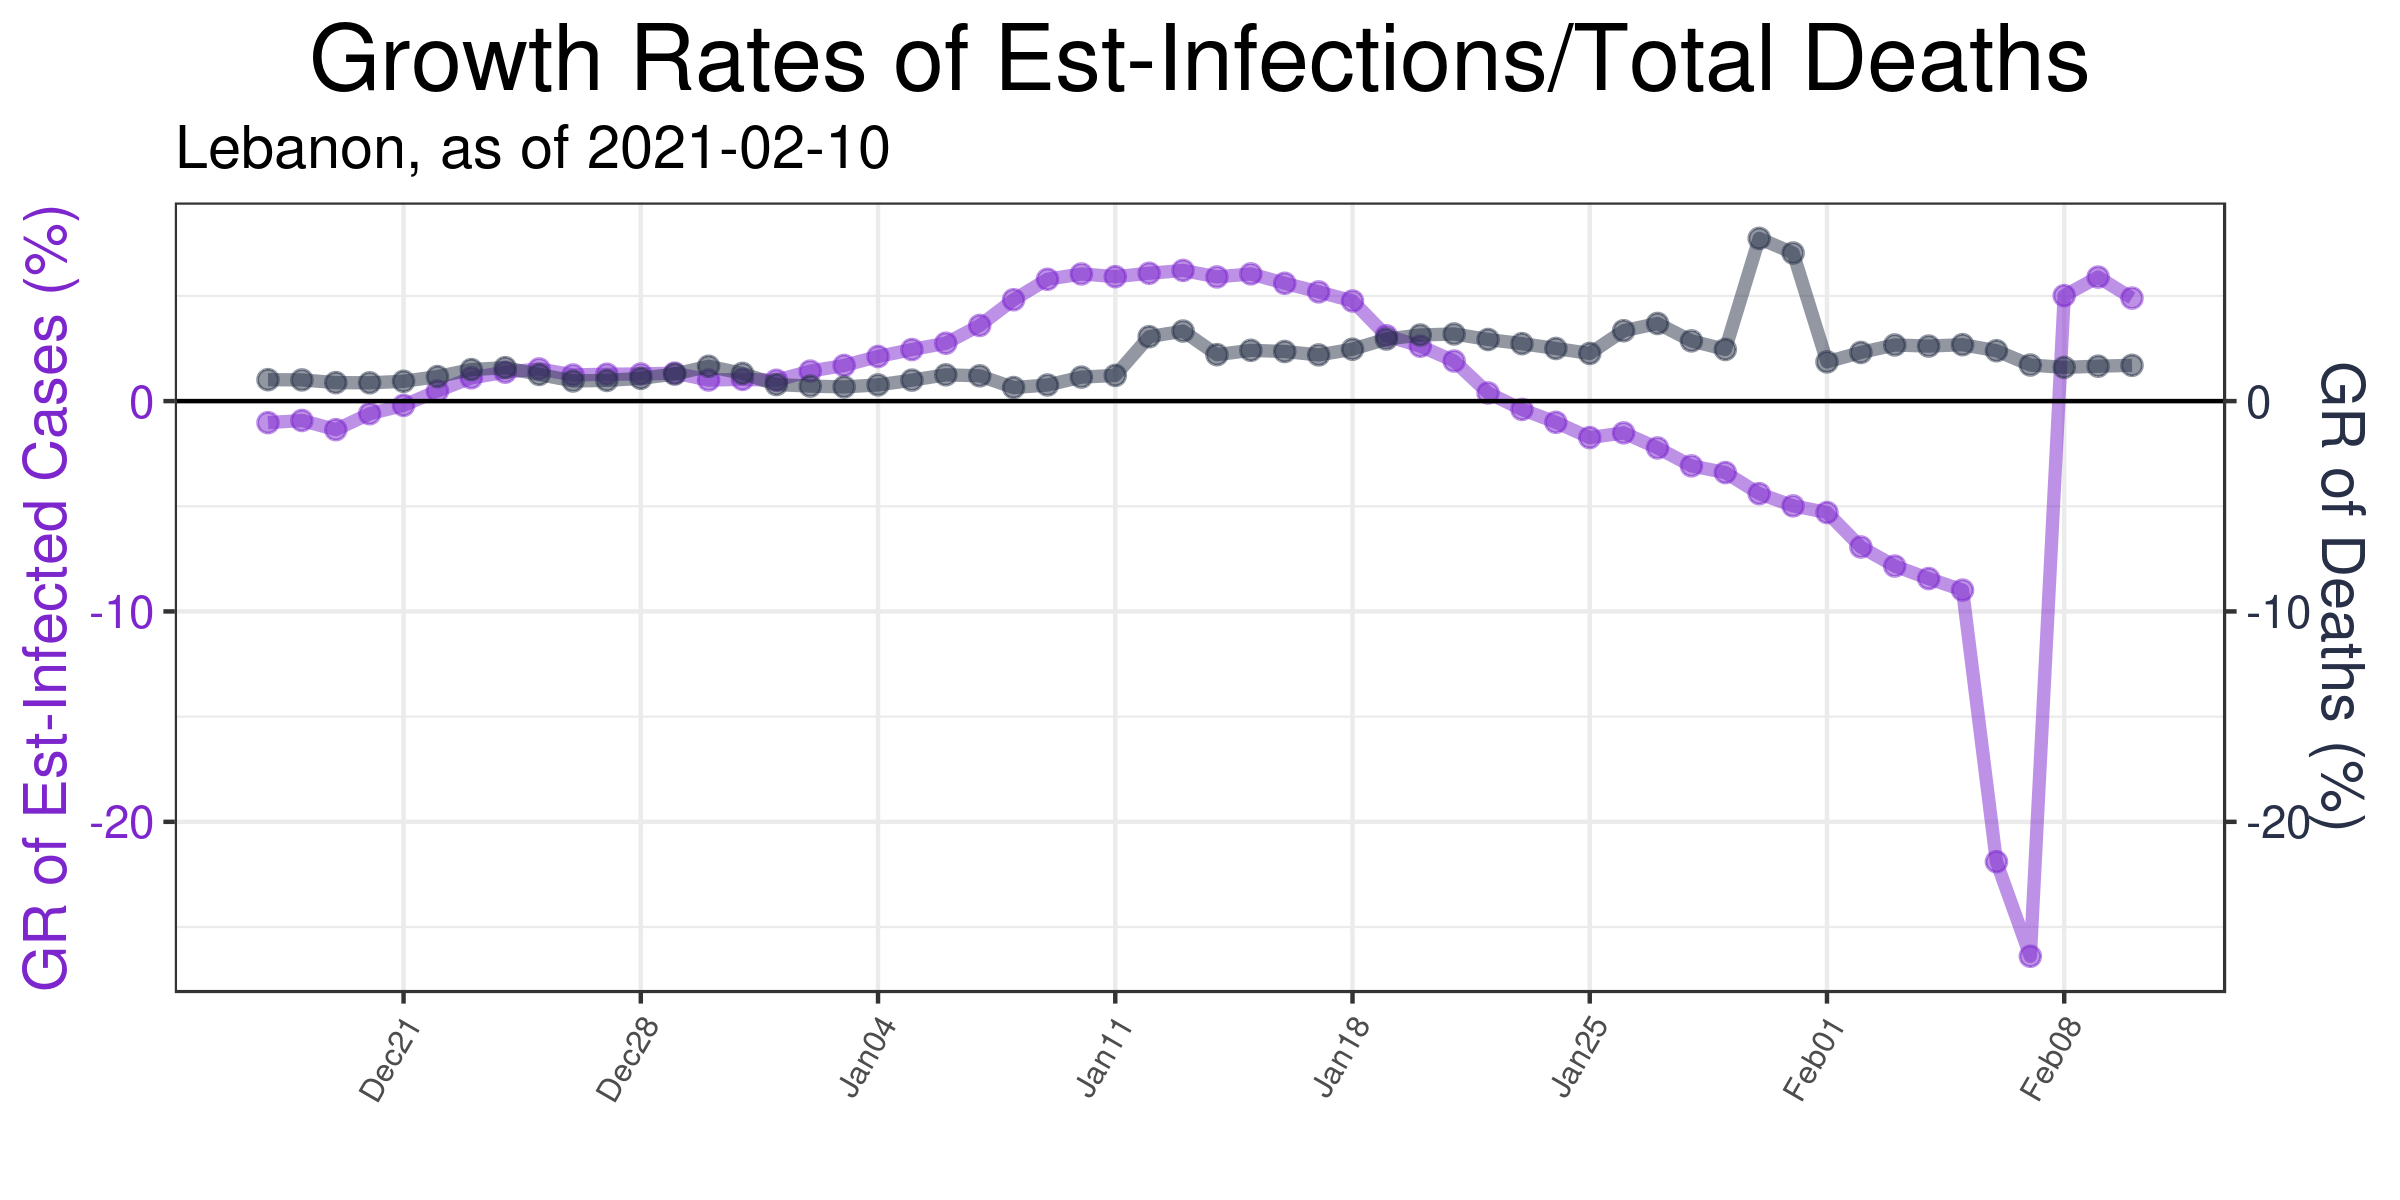 Growth Rates of Est-Infections/Total Deaths
Lebanon, as of 2021-02-10
GR of Est-Infected Cases (%)
0
-10
-20
0
-10
-20
GR of Deaths (%)
Dec21
Dec28
Jan04
Jan11
Jan18
Jan25
Feb01
Feb08